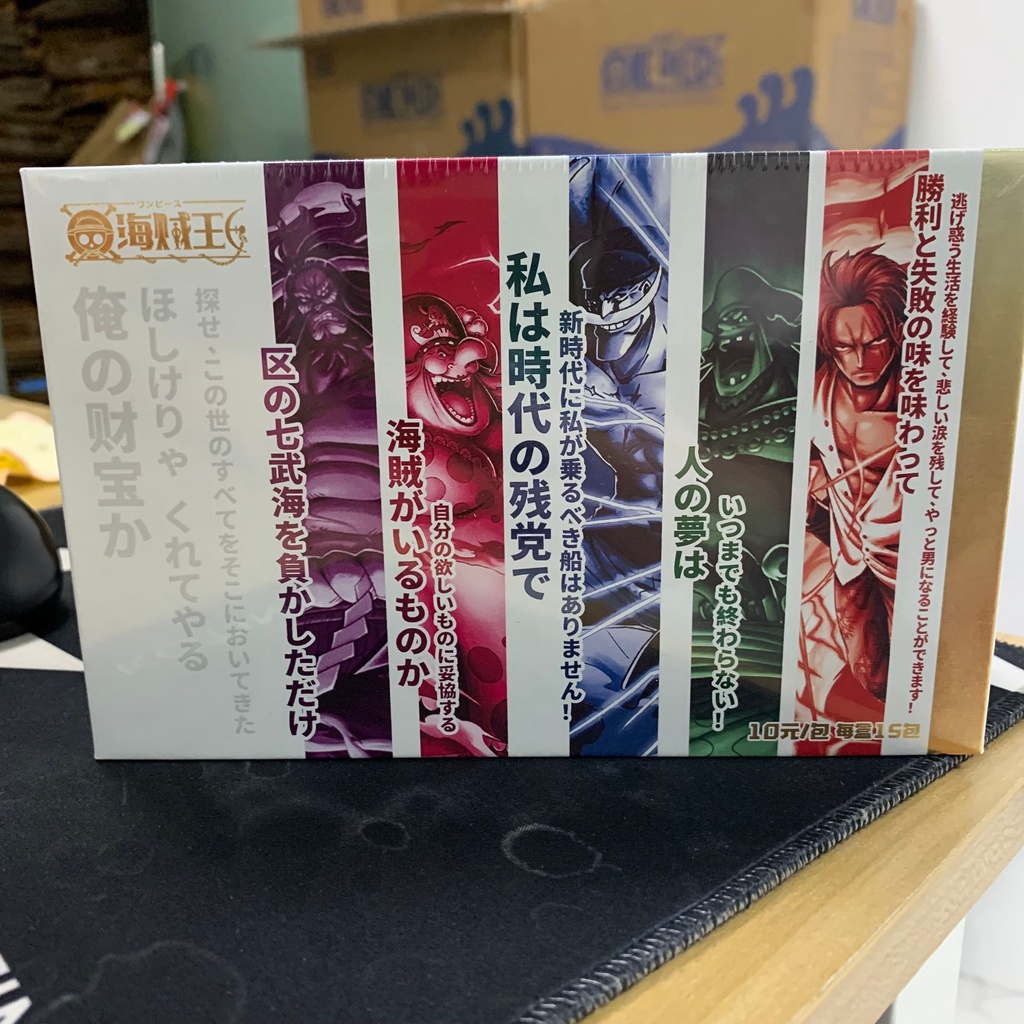 ワンピース
海賊王
俺の财宝か
ほしけりゃ くれてやる
探せ、この世のすべてをそこにおいてきた
区の七武海を負かしただけ
海賊がいるものか
自分の欲しいものに妥協する
私は時代の残党で
新時代に私が乗るべき船はありません!
人の夢は
いつまでも終わらない!
勝利と失敗の味を味わって
逃げ惑う生活を経験して、悲しい涙を残して、やっと男になることができます!
10元/包 每盒15包
ONE PIECE
ONE PIECE